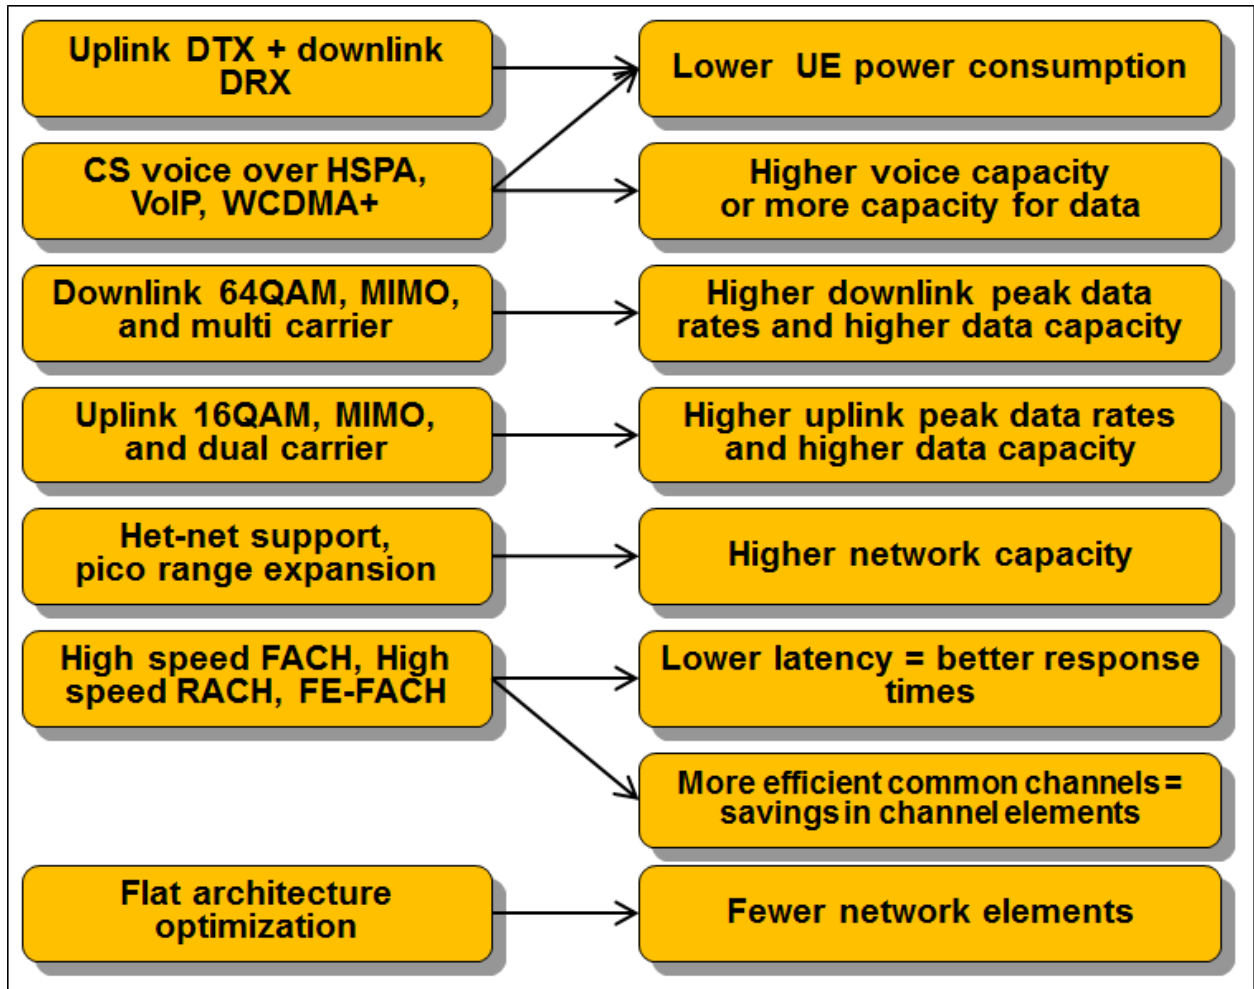 Uplink DTX + downlink
DRX
Lower UE power consumption
CS voice over HSPA,
VoIP, WCDMA+
Higher voice capacity
or more capacity for data
Downlink 64QAM, MIMO,
and multi carrier
Higher downlink peak data
rates and higher data capacity
Uplink 16QAM, MIMO,
and dual carrier
Higher uplink peak data rates
and higher data capacity
Het-net support,
pico range expansion
Higher network capacity
High speed FACH, High
speed RACH, FE-FACH
Lower latency = better response
times
More efficient common channels =
savings in channel elements
Flat architecture
optimization
Fewer network elements